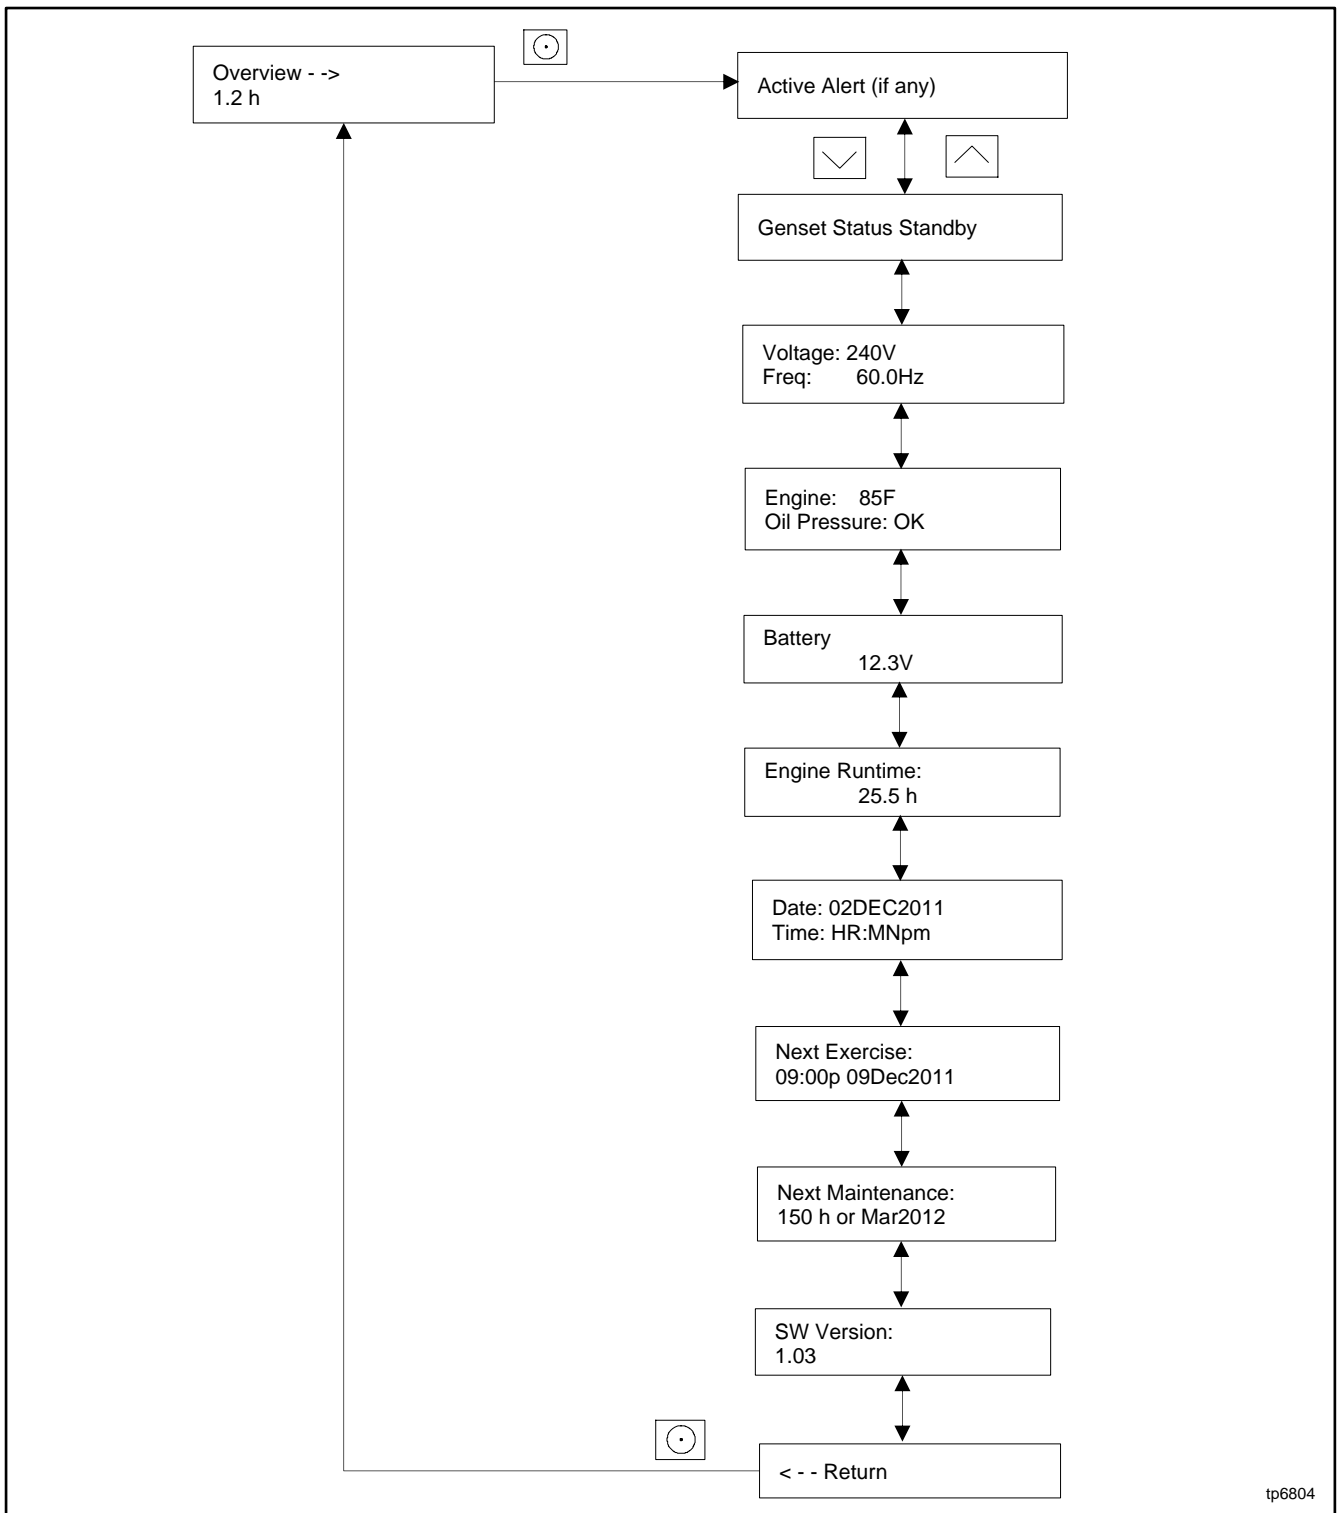 Overview - ->
1.2 h
Active Alert (if any)
Genset Status Standby
Voltage: 240V
Freq: 60.0Hz
Engine: 85F
Oil Pressure: OK
Battery
12.3V
Engine Runtime:
25.5 h
Date: 02DEC2011
Time: HR:MNpm
Next Exercise:
09:00p 09Dec2011
Next Maintenance:
150 h or Mar2012
SW Version:
1.03
< - - Return
tp6804